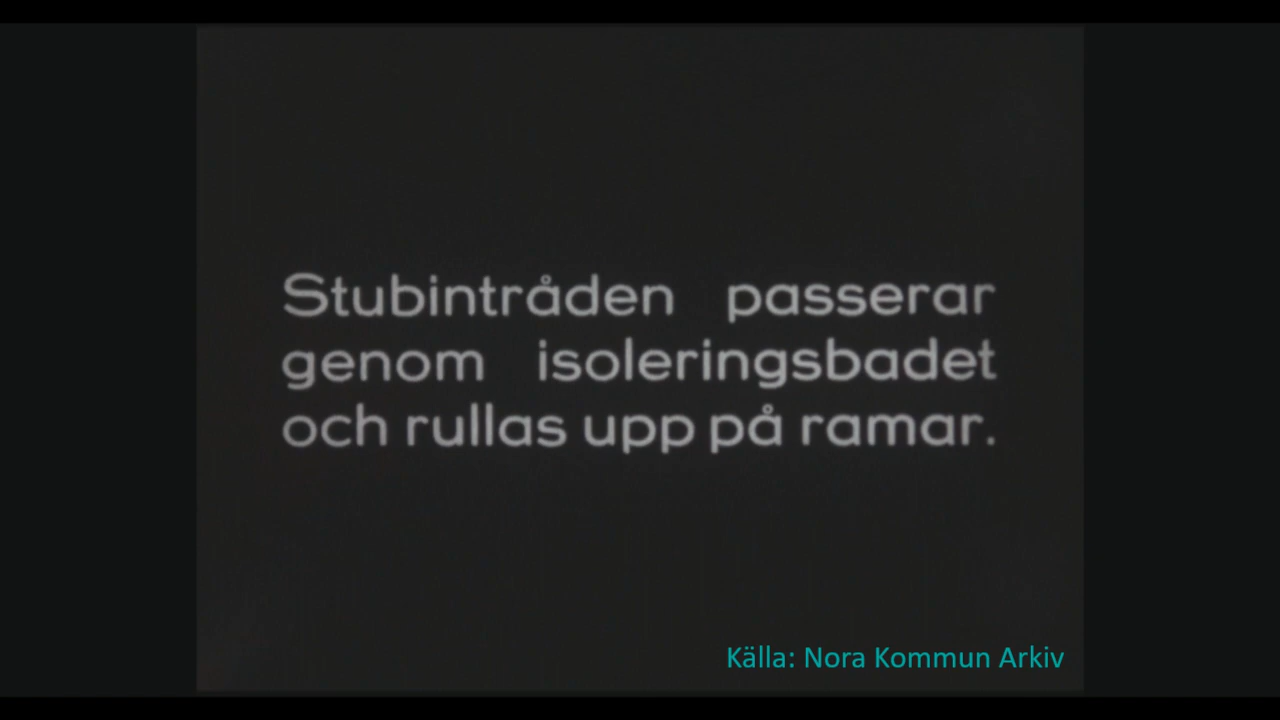 Stubintråden passerar
genom isoleringsbadet
och rullas upp på ramar.
Källa: Nora Kommun Arkiv